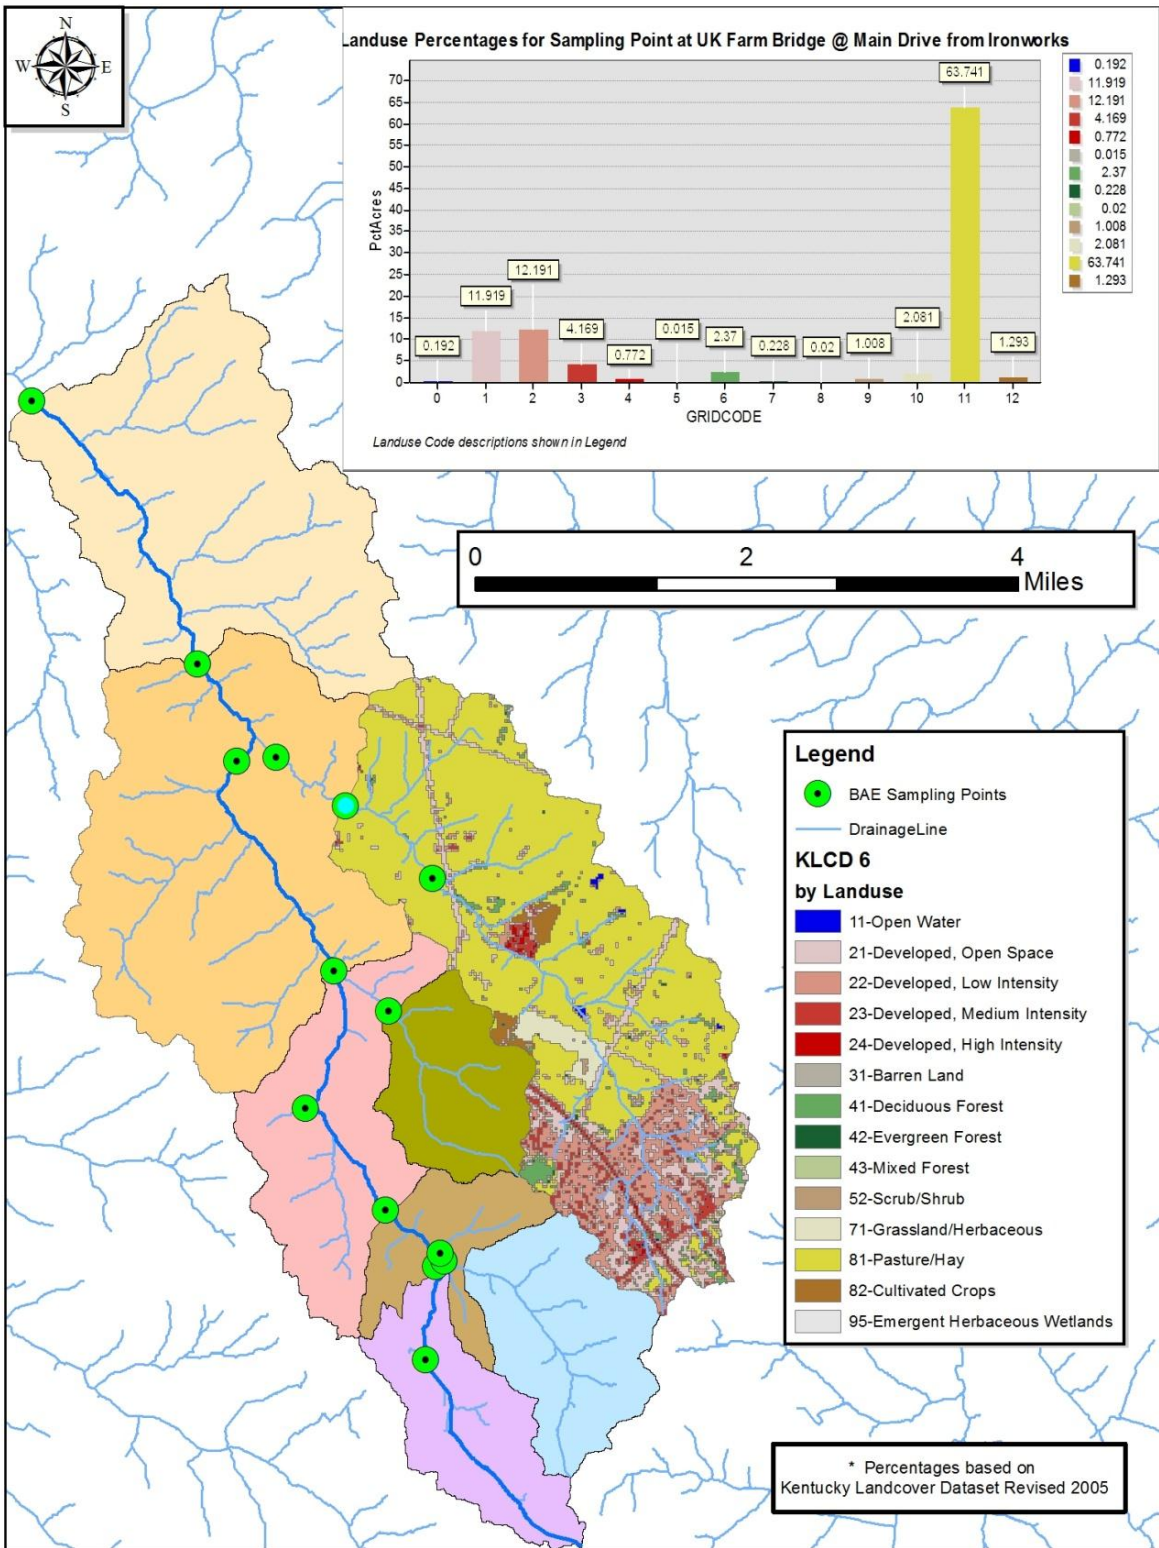 N
W E
S
Landuse Percentages for Sampling Point at UK Farm Bridge @ Main Drive from Ironworks
PctAcres
70
65
60
55
50
45
40
35
30
25
20
15
10
5
0
0.192
11.919
12.191
4.169
0.772
0.015
2.37
0.228
0.02
1.008
2.081
63.741
1.293
0 1 2 3 4 5 6 7 8 9 10 11 12
GRIDCODE
Landuse Code descriptions shown in Legend
0.192
11.919
12.191
4.169
0.772
0.015
2.37
0.228
0.02
1.008
2.081
63.741
1.293
0 2 4
Miles
Legend
BAE Sampling Points
DrainageLine
KLCD 6
by Landuse
11-Open Water
21-Developed, Open Space
22-Developed, Low Intensity
23-Developed, Medium Intensity
24-Developed, High Intensity
31-Barren Land
41-Deciduous Forest
42-Evergreen Forest
43-Mixed Forest
52-Scrub/Shrub
71-Grassland/Herbaceous
81-Pasture/Hay
82-Cultivated Crops
95-Emergent Herbaceous Wetlands
* Percentages based on
Kentucky Landcover Dataset Revised 2005